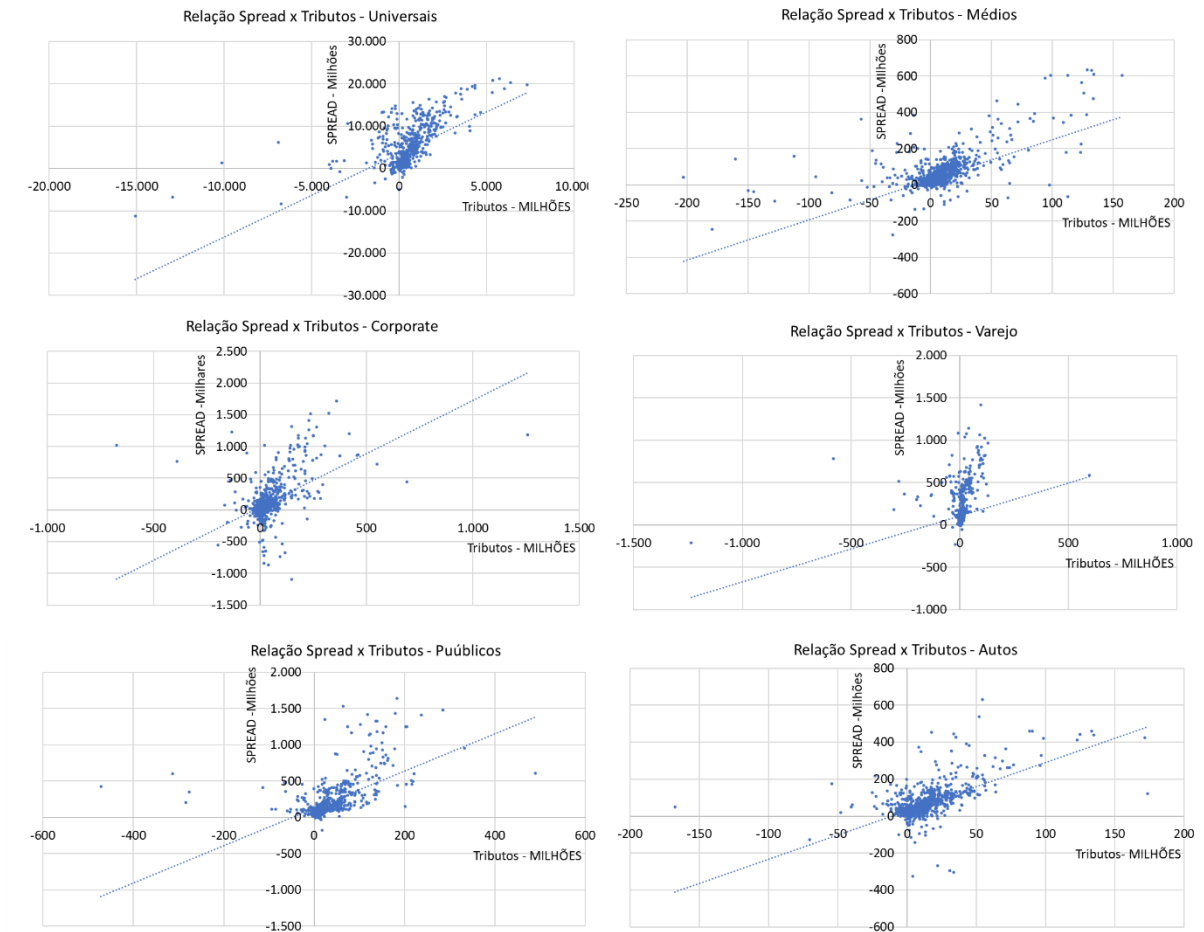 Relação Spread x Tributos - Universais
30.000
20.000
10.000
0
-10.000
-20.000
-30.000
-20.000 -15.000 -10.000 -5.000 0 5.000 10.000
SPREAD - Milhões
Tributos - MILHÕES
Relação Spread x Tributos - Médios
800
600
400
200
0
-200
-400
-600
-250 -200 -150 -100 -50 0 50 100 150 200
SPREAD -MIlhões
Tributos - MILHÕES
Relação Spread x Tributos - Corporate
2.500
2.000
1.500
1.000
500
0
-500
-1.000
-1.500
-1.000 -500 0 500 1.000 1.500
SPREAD -Milhares
Tributos - MILHÕES
Relação Spread x Tributos - Varejo
2.000
1.500
1.000
500
0
-500
-1.000
-1.500 -1.000 -500 -0 500 1.000
SPREAD -MIlhões
Tributos - MILHÕES
Relação Spread x Tributos - Puúblicos
2.000
1.500
1.000
500
0
-500
-1.000
-1.500
-600 -400 -200 0 200 400 600
SPREAD -MIlhões
Tributos - MILHÕES
Relação Spread x Tributos - Autos
800
600
400
200
0
-200
-400
-600
-200 -150 -100 -50 0 50 100 150 200
SPREAD -MIlhões
Tributos- MILHÕES